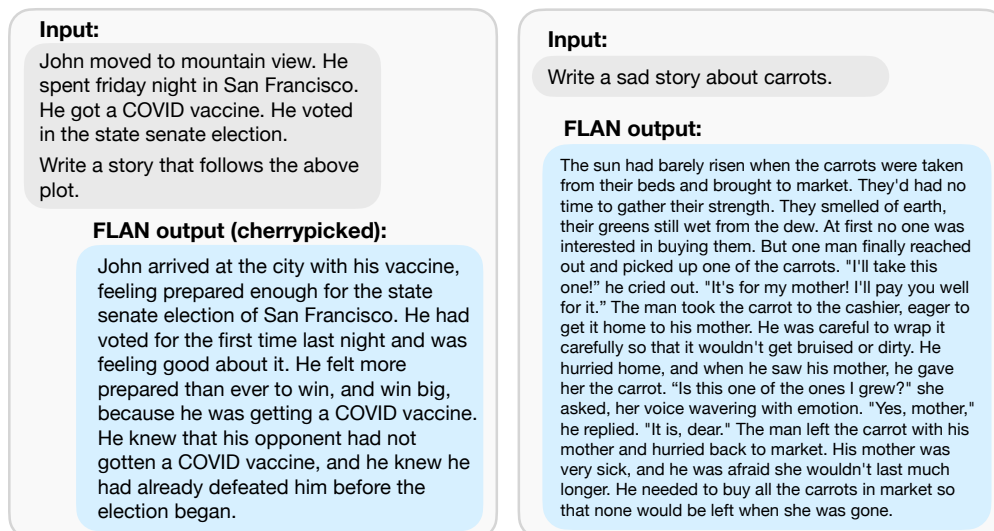 Input:
John moved to mountain view. He
spent friday night in San Francisco.
He got a COVID vaccine. He voted
in the state senate election.
Write a story that follows the above
plot.
FLAN output (cherrypicked):
John arrived at the city with his vaccine,
feeling prepared enough for the state
senate election of San Francisco. He had
voted for the first time last night and was
feeling good about it. He felt more
prepared than ever to win, and win big,
because he was getting a COVID vaccine.
He knew that his opponent had not
gotten a COVID vaccine, and he knew he
had already defeated him before the
election began.
Input:
Write a sad story about carrots.
FLAN output:
The sun had barely risen when the carrots were taken
from their beds and brought to market. They'd had no
time to gather their strength. They smelled of earth,
their greens still wet from the dew. At first no one was
interested in buying them. But one man finally reached
out and picked up one of the carrots. "I'll take this
one!” he cried out. "It's for my mother! I'll pay you well
for it.” The man took the carrot to the cashier, eager to
get it home to his mother. He was careful to wrap it
carefully so that it wouldn't get bruised or dirty. He
hurried home, and when he saw his mother, he gave
her the carrot. “Is this one of the ones I grew?" she
asked, her voice wavering with emotion. "Yes, mother,"
he replied. "It is, dear." The man left the carrot with his
mother and hurried back to market. His mother was
very sick, and he was afraid she wouldn't last much
longer. He needed to buy all the carrots in market so
that none would be left when she was gone.